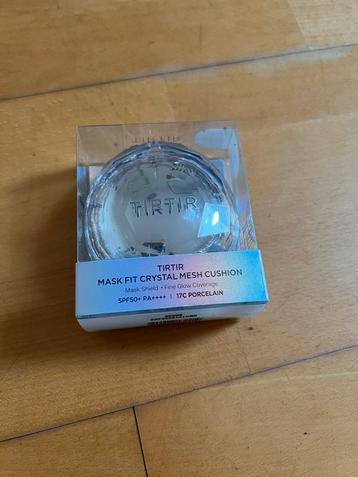 TIRTIR
TIRTIR
MASK FIT CRYSTAL MESH CUSHION
Mask Shield • Fine Glow Coverage
SPF50+ PA++++ | 17C PORCELAIN